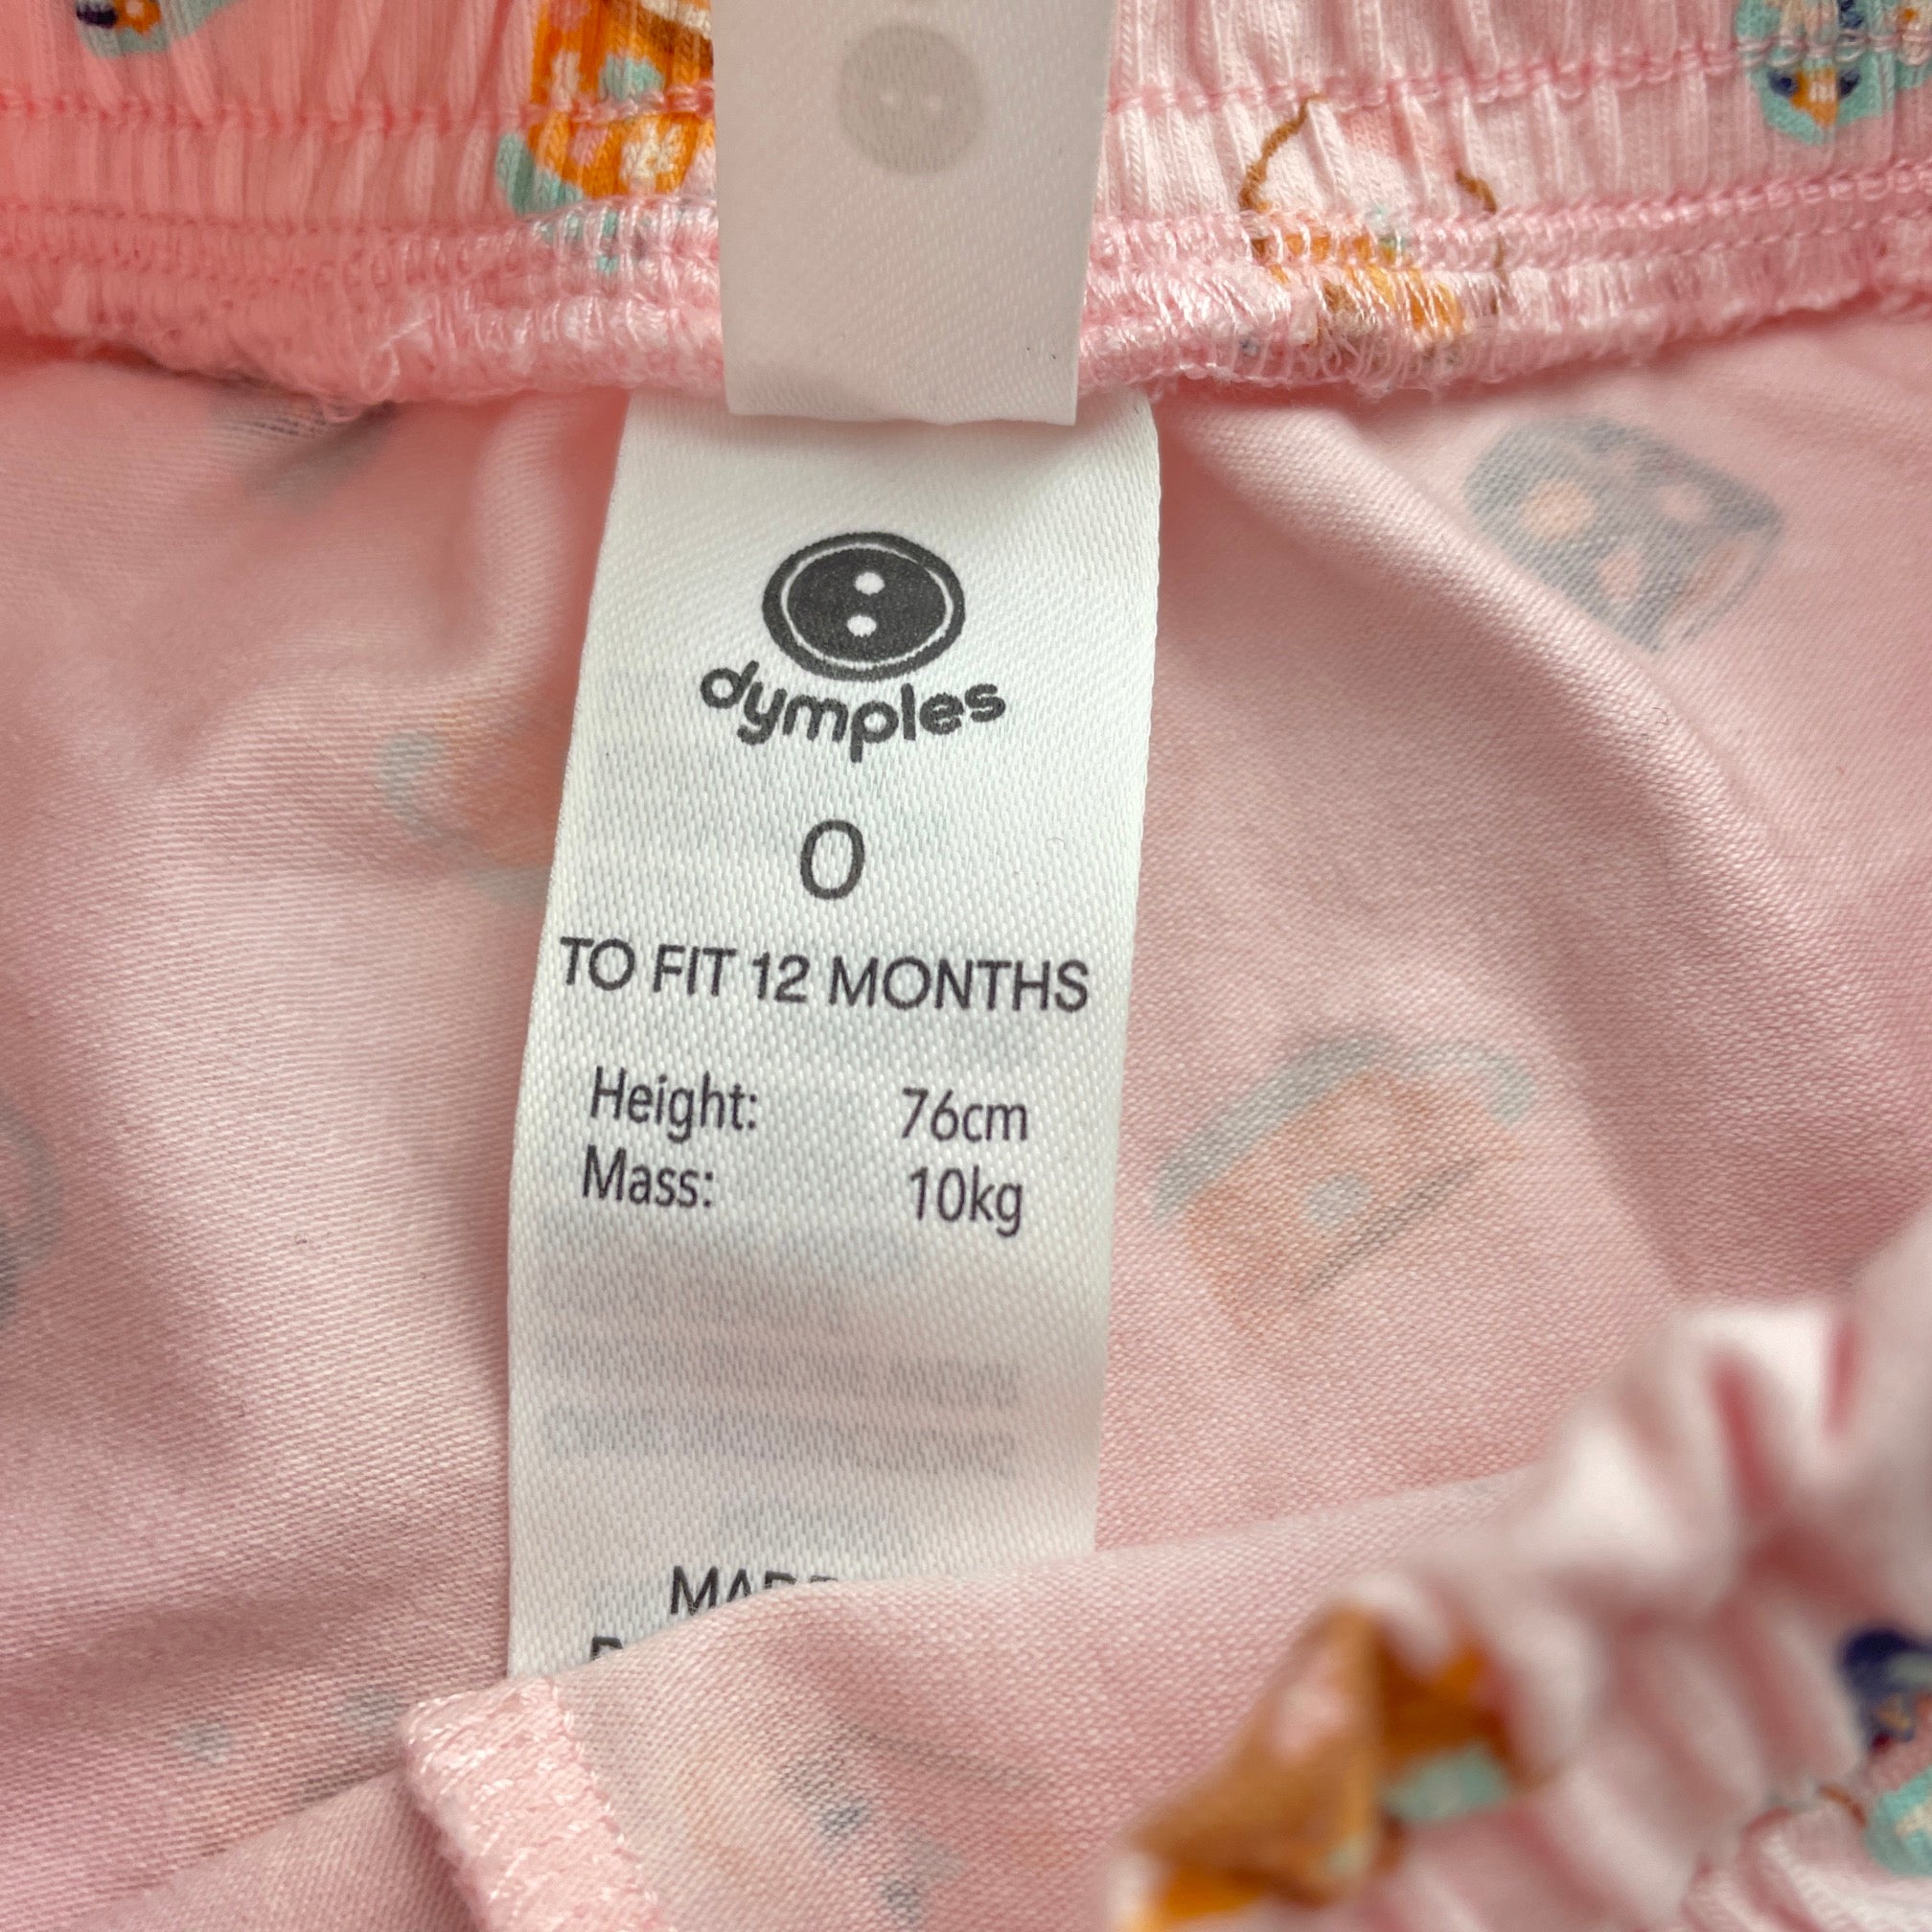 dymples
0
TO FIT 12 MONTHS
Height: 76cm
Mass: 10kg